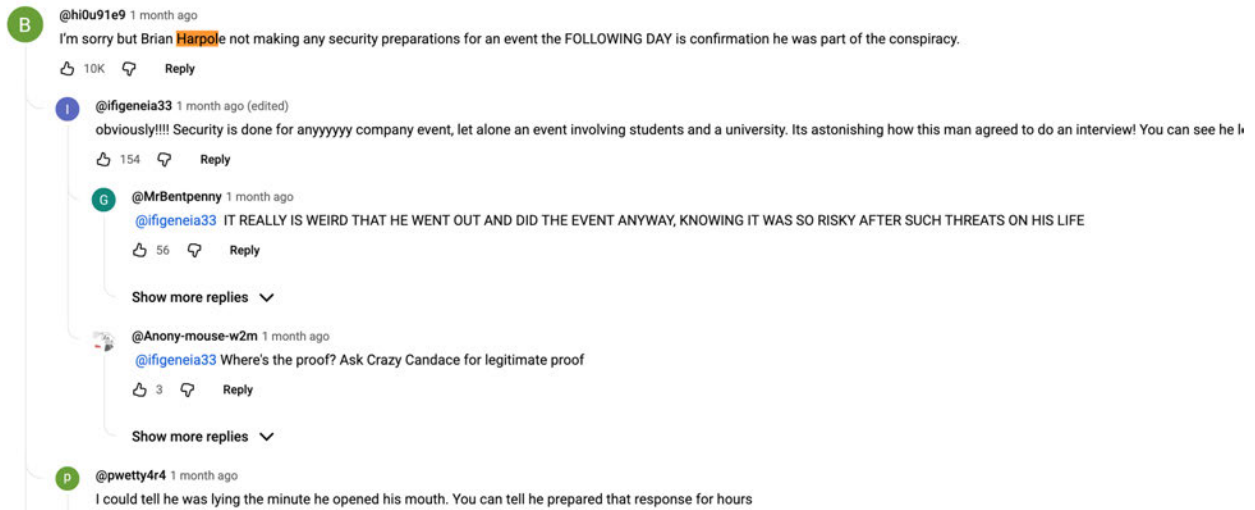 B
@hi0u91e9 1 month ago
I'm sorry but Brian Harpole not making any security preparations for an event the FOLLOWING DAY is confirmation he was part of the conspiracy.
10K Reply
I
@ifigeneia33 1 month ago (edited)
obviously!!!! Security is done for anyyyyyy company event, let alone an event involving students and a university. Its astonishing how this man agreed to do an interview! You can see he
154 Reply
G
@MrBentpenny 1 month ago
@ifigeneia33 IT REALLY IS WEIRD THAT HE WENT OUT AND DID THE EVENT ANYWAY, KNOWING IT WAS SO RISKY AFTER SUCH THREATS ON HIS LIFE
56 Reply
Show more replies
@Anony-mouse-w2m 1 month ago
@ifigeneia33 Where's the proof? Ask Crazy Candace for legitimate proof
3 Reply
Show more replies
P
@pwetty4r4 1 month ago
I could tell he was lying the minute he opened his mouth. You can tell he prepared that response for hours